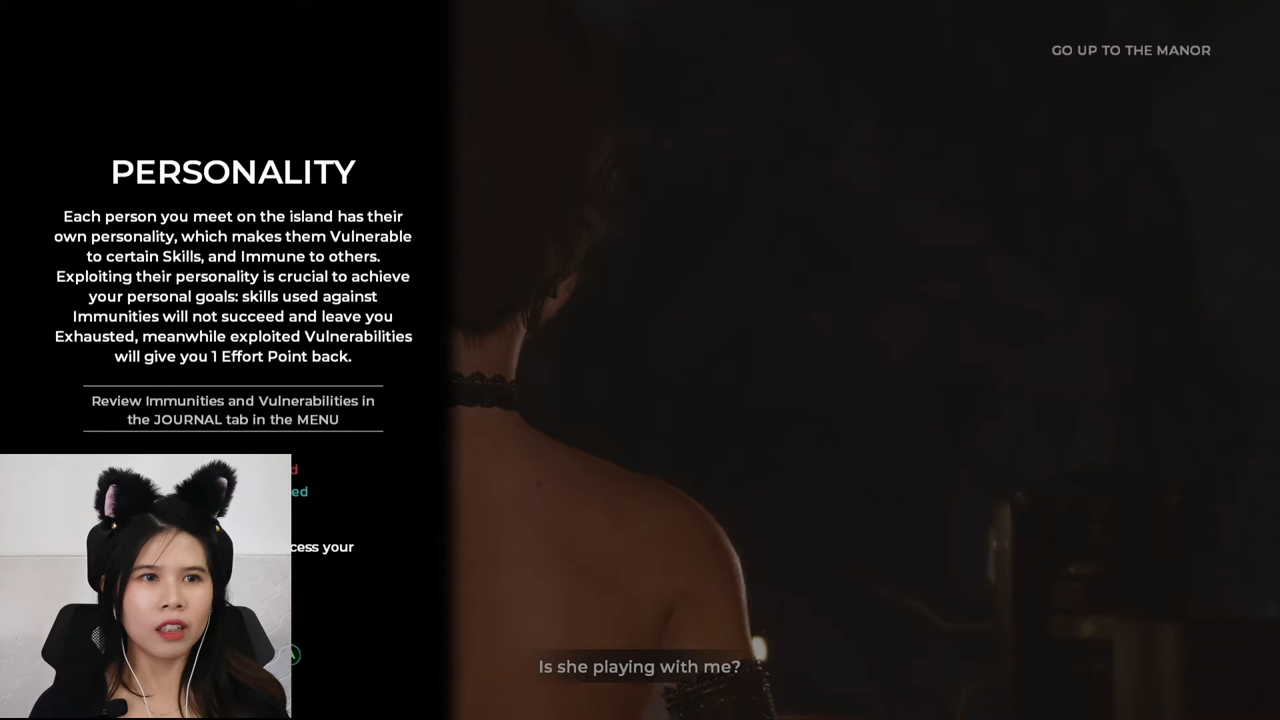 GO UP TO THE MANOR
PERSONALITY
Each person you meet on the island has their
own personality, which makes them Vulnerable
to certain Skills, and Immune to others.
Exploiting their personality is crucial to achieve
your personal goals: skills used against
Immunities will not succeed and leave you
Exhausted, meanwhile exploited Vulnerabilities
will give you 1 Effort Point back.
Review Immunities and Vulnerabilities in
the JOURNAL tab in the MENU
your
Is she playing with me?